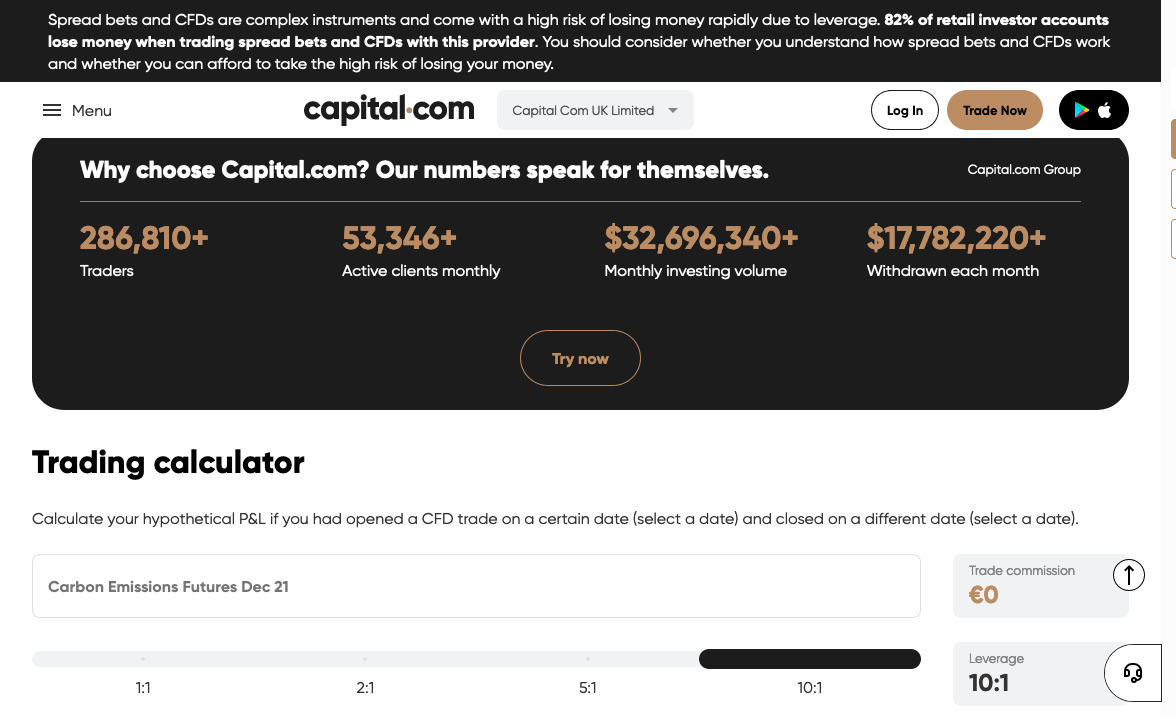 Spread bets and CFDs are complex instruments and come with a high risk of losing money rapidly due to leverage. 82% of retail investor accounts
lose money when trading spread bets and CFDs with this provider. You should consider whether you understand how spread bets and CFDs work
and whether you can afford to take the high risk of losing your money.
Menu
capital.com
Capital Com UK Limited
Log In
Trade Now
Why choose Capital.com? Our numbers speak for themselves.
Capital.com Group
286,810+
53,346+
$32,696,340+
$17,782,220+
Traders
Active clients monthly
Monthly investing volume
Withdrawn each month
Try now
Trading calculator
Calculate your hypothetical P&L if you had opened a CFD trade on a certain date (select a date) and closed on a different date (select a date).
Carbon Emissions Futures Dec 21
Trade commission
€0
1:1
2:1
5:1
10:1
Leverage
10:1